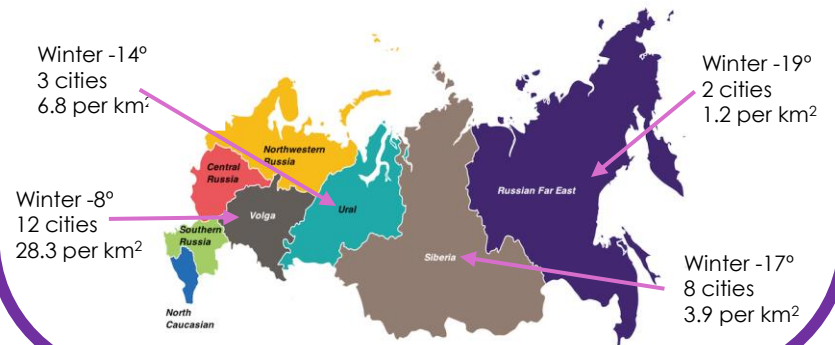 Winter -14º
3 cities
6.8 per km²
Winter -19º
2 cities
1.2 per km²
Northwestern
Russia
Central
Russia
Russian Far East
Winter -8º
12 cities
28.3 per km²
Volga
Ural
Southern
Russia
Siberia
Winter -17º
8 cities
3.9 per km²
North
Caucasian